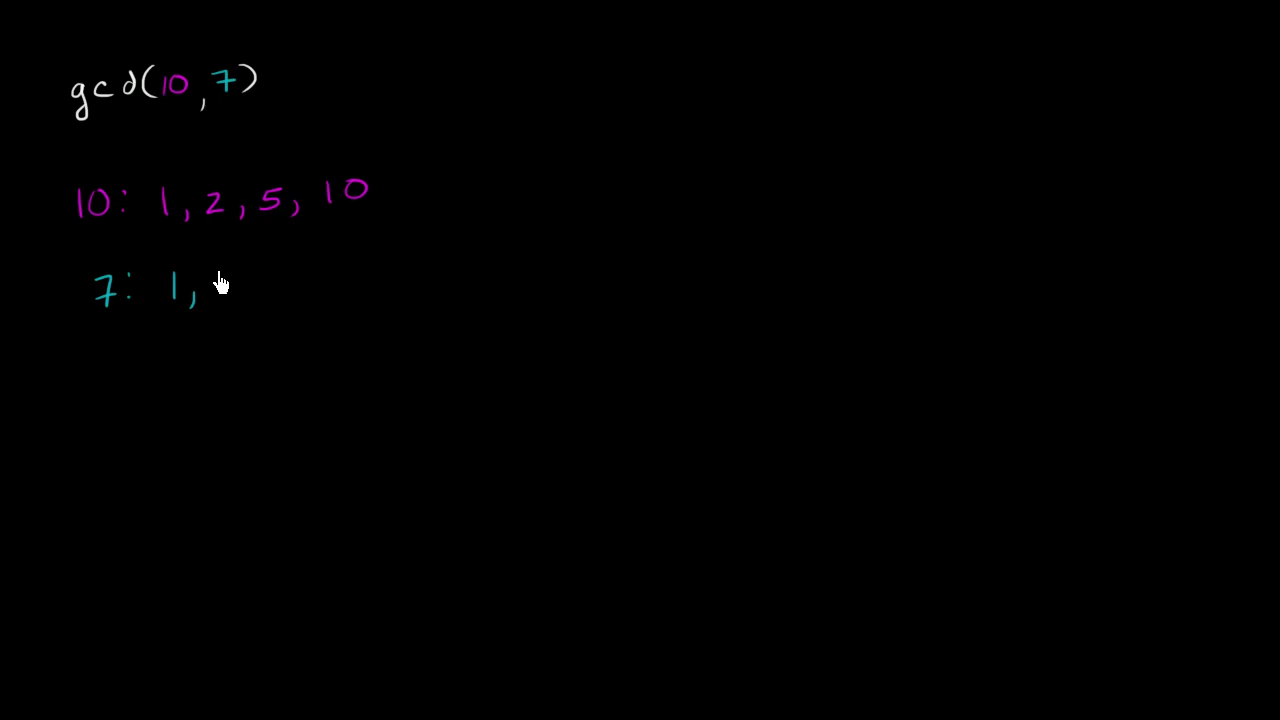 gcd(10,7)
10: 1, 2, 5, 10
7: 1,